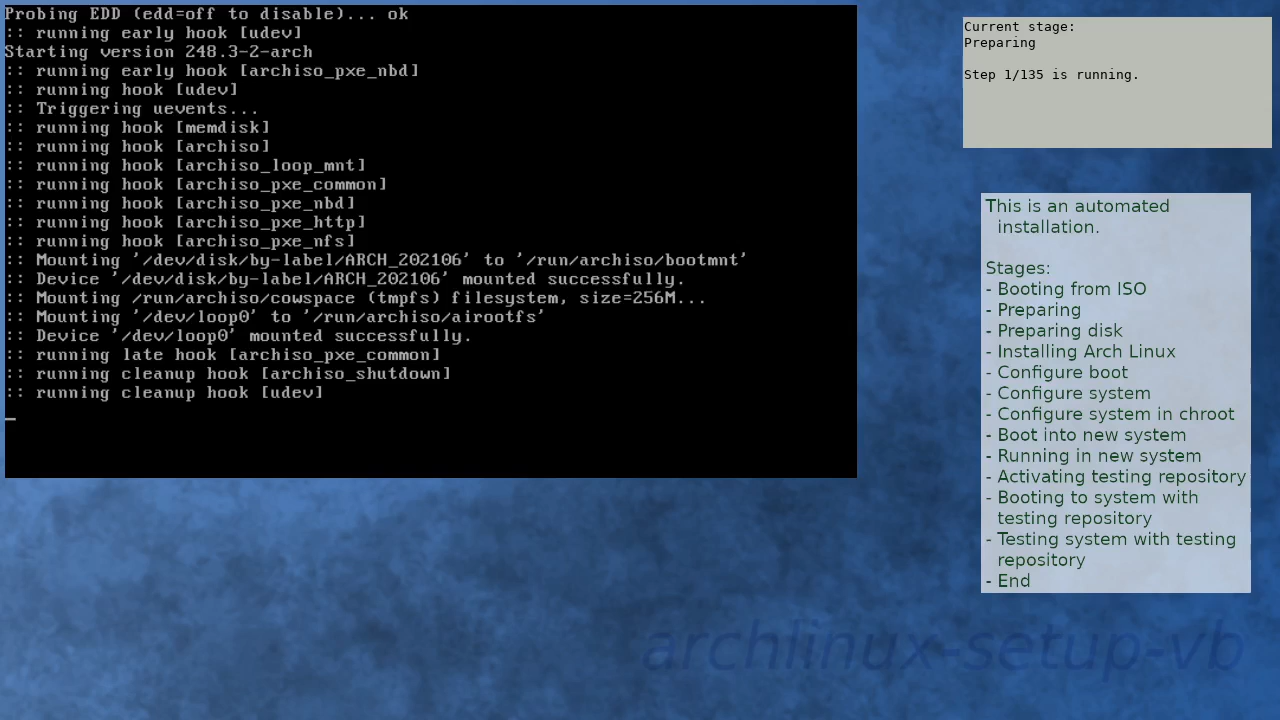 Probing EDD (edd=off to disable)... ok
:: running early hook [udev]
Starting version 248.3-2-arch
:: running early hook [archiso_pxe_nbd]
:: running hook [udev]
:: Triggering uevents...
:: running hook [memdisk]
:: running hook [archiso]
:: running hook [archiso_loop_mnt]
:: running hook [archiso_pxe_common]
:: running hook [archiso_pxe_nbd]
:: running hook [archiso_pxe_http]
:: running hook [archiso_pxe_nfs]
:: Mounting '/dev/disk/by-label/ARCH_202106' to '/run/archiso/bootmnt'
:: Device '/dev/disk/by-label/ARCH_202106' mounted successfully.
:: Mounting /run/archiso/cowspace (tmpfs) filesystem, size=256M...
:: Mounting '/dev/loop0' to '/run/archiso/airootfs'
:: Device '/dev/loop0' mounted successfully.
:: running late hook [archiso_pxe_common]
:: running cleanup hook [archiso_shutdown]
:: running cleanup hook [udev]
Current stage:
Preparing
Step 1/135 is running.
This is an automated
installation.
Stages:
- Booting from ISO
- Preparing
- Preparing disk
- Installing Arch Linux
- Configure boot
- Configure system
- Configure system in chroot
- Boot into new system
- Running in new system
- Activating testing repository
- Booting to system with
testing repository
- Testing system with testing
repository
- End
archlinux-setup-vb